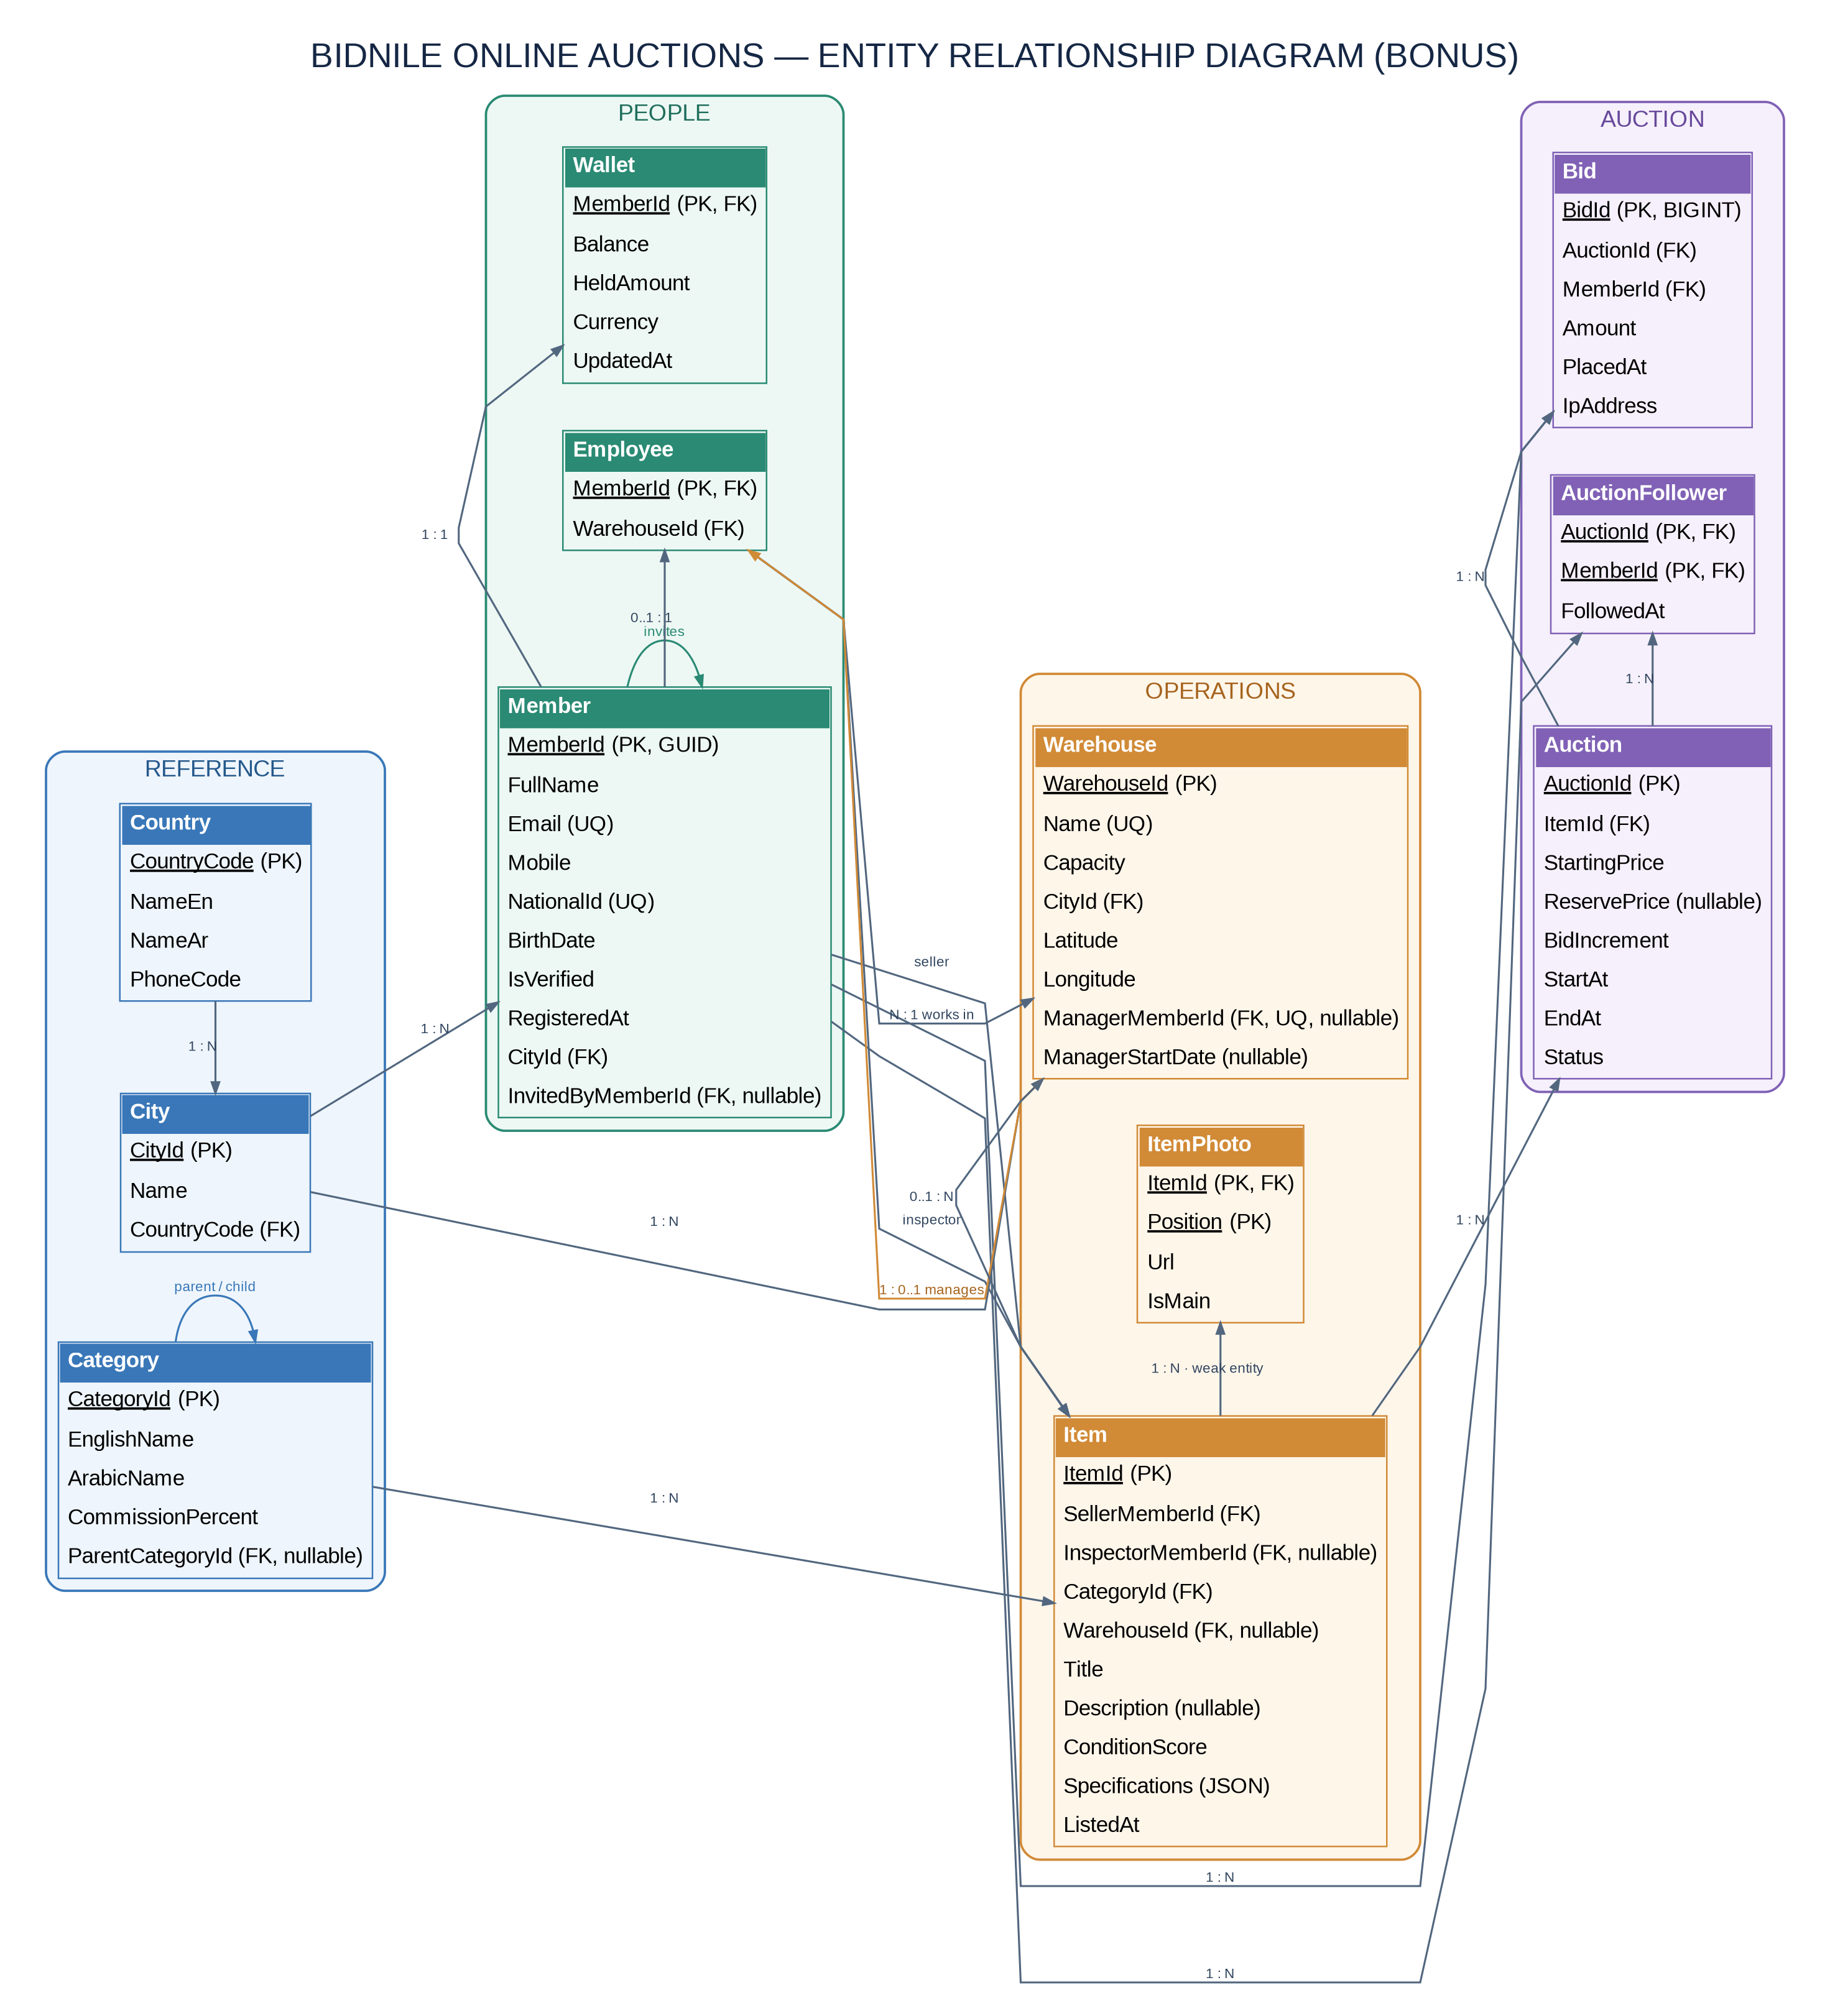 BIDNILE ONLINE AUCTIONS — ENTITY RELATIONSHIP DIAGRAM (BONUS)
PEOPLE
Wallet
MemberId (PK, FK)
Balance
HeldAmount
Currency
UpdatedAt
Employee
MemberId (PK, FK)
WarehouseId (FK)
1 : 1
0..1 : 1
invites
Member
MemberId (PK, GUID)
FullName
Email (UQ)
Mobile
NationalId (UQ)
BirthDate
IsVerified
RegisteredAt
CityId (FK)
InvitedByMemberId (FK, nullable)
REFERENCE
Country
CountryCode (PK)
NameEn
NameAr
PhoneCode
1 : N
City
CityId (PK)
Name
CountryCode (FK)
parent / child
Category
CategoryId (PK)
EnglishName
ArabicName
CommissionPercent
ParentCategoryId (FK, nullable)
1 : N
1 : N
1 : N
seller
N : 1 works in
0..1 : N
inspector
1 : 0..1 manages
OPERATIONS
Warehouse
WarehouseId (PK)
Name (UQ)
Capacity
CityId (FK)
Latitude
Longitude
ManagerMemberId (FK, UQ, nullable)
ManagerStartDate (nullable)
ItemPhoto
ItemId (PK, FK)
Position (PK)
Url
IsMain
1 : N · weak entity
Item
ItemId (PK)
SellerMemberId (FK)
InspectorMemberId (FK, nullable)
CategoryId (FK)
WarehouseId (FK, nullable)
Title
Description (nullable)
ConditionScore
Specifications (JSON)
ListedAt
1 : N
1 : N
AUCTION
Bid
BidId (PK, BIGINT)
AuctionId (FK)
MemberId (FK)
Amount
PlacedAt
IpAddress
AuctionFollower
AuctionId (PK, FK)
MemberId (PK, FK)
FollowedAt
1 : N
1 : N
Auction
AuctionId (PK)
ItemId (FK)
StartingPrice
ReservePrice (nullable)
BidIncrement
StartAt
EndAt
Status
1 : N